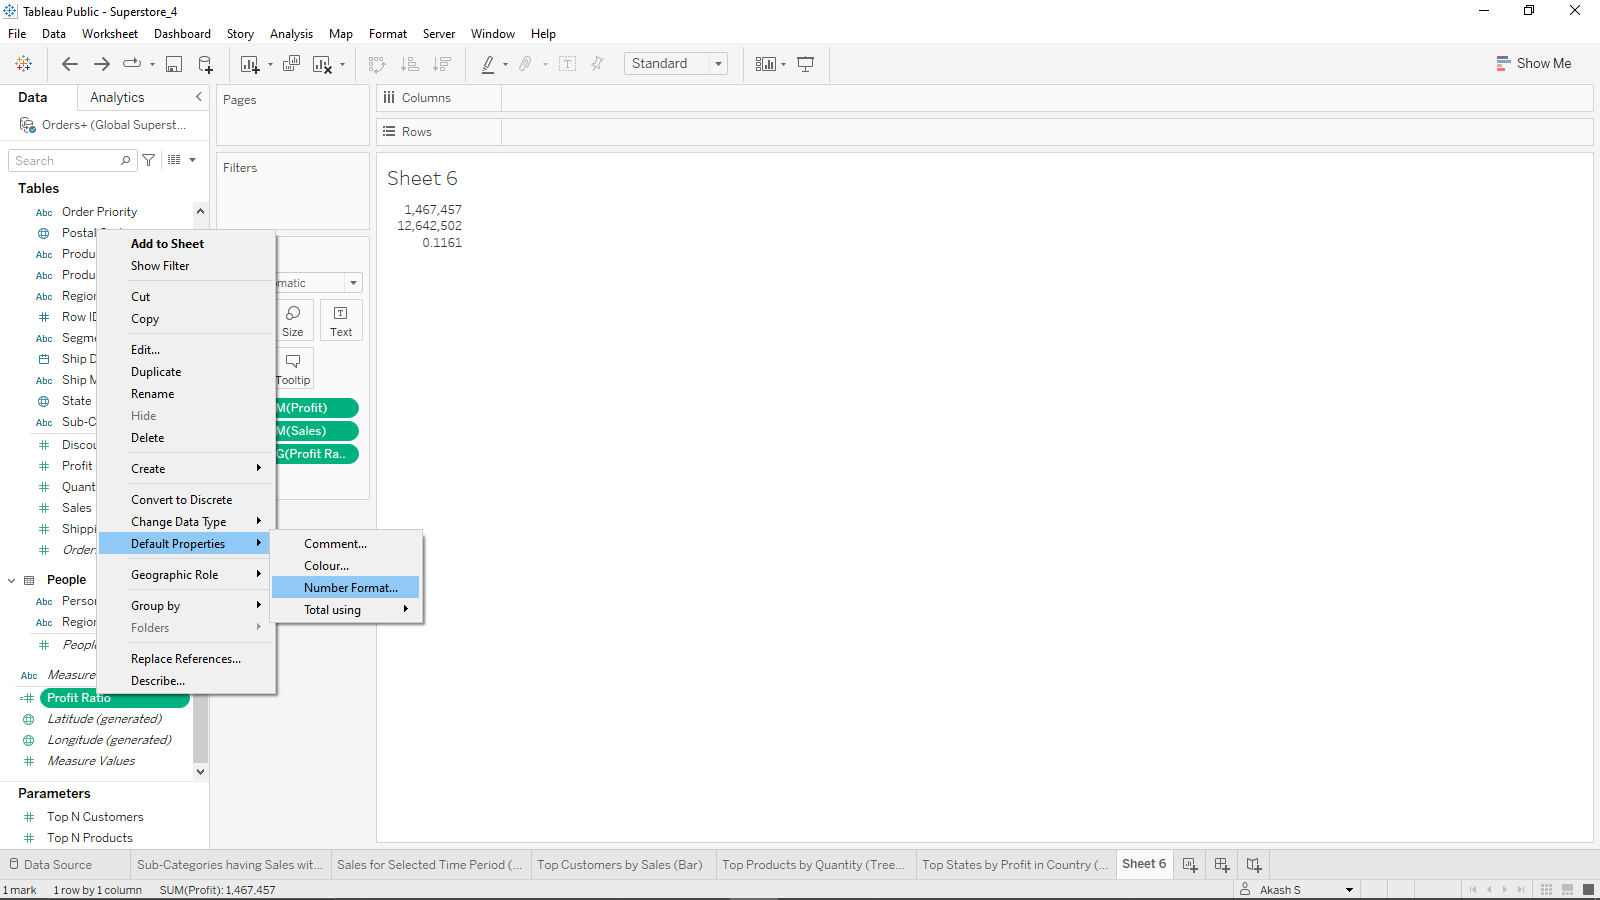 Tableau Public - Superstore_4
File Data Worksheet Dashboard Story Analysis Map Format Server Window Help
Standard
Show Me
Data Analytics
Orders+ (Global Superst...
Search
Tables
Order Priority
Postal
Produ
Produ
Region
Row ID
Segme
Ship D
Ship M
State
Sub-C
Discou
Profit
Quant
Sales
Shippi
Order
People
Person
Region
People
Measure
Profit Ratio
Latitude (generated)
Longitude (generated)
Measure Values
Parameters
Top N Customers
Top N Products
Add to Sheet
Show Filter
Cut
Copy
Edit...
Duplicate
Rename
Hide
Delete
Create
Convert to Discrete
Change Data Type
Default Properties
Geographic Role
Group by
Folders
Replace References...
Describe...
Comment...
Colour...
Number Format...
Total using
Pages
Filters
omatic
Size
Text
Tooltip
M(Profit)
M(Sales)
G(Profit Ra..
Columns
Rows
Sheet 6
1,467,457
12,642,502
0.1161
Data Source
Sub-Categories having Sales wit...
Sales for Selected Time Period (...
Top Customers by Sales (Bar)
Top Products by Quantity (Tree...
Top States by Profit in Country (...
Sheet 6
1 mark 1 row by 1 column SUM(Profit): 1,467,457
Akash S